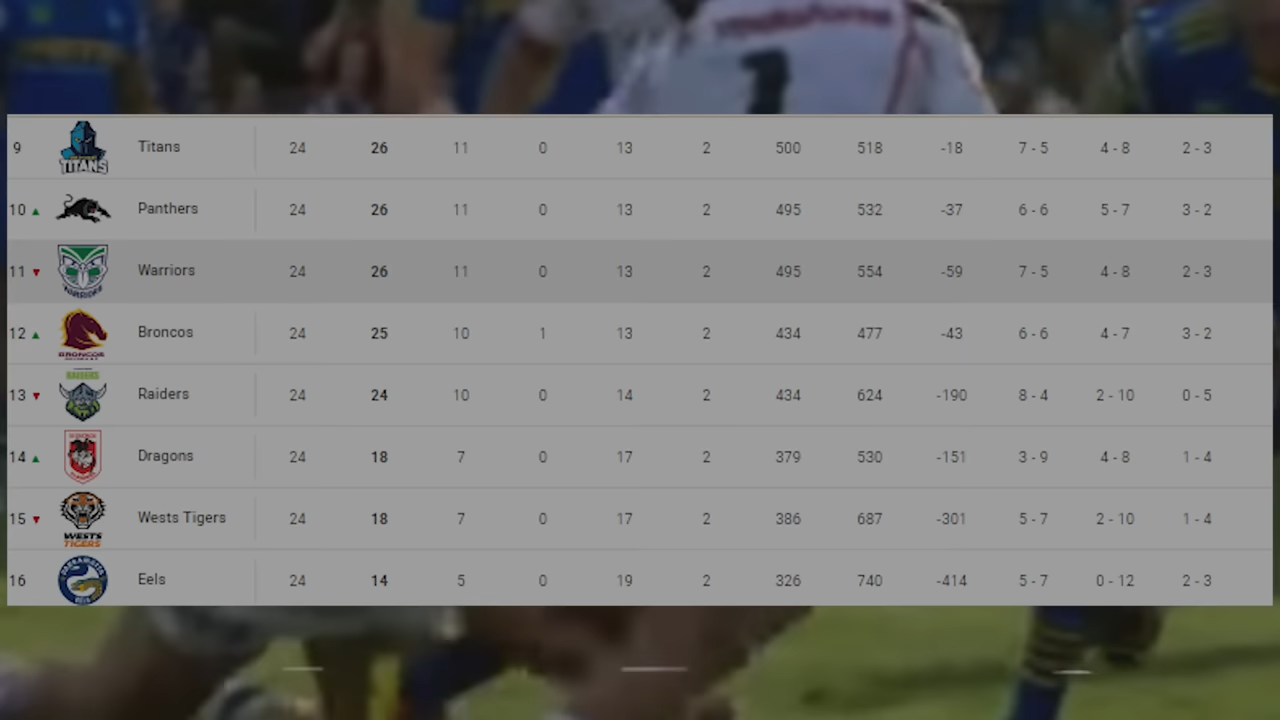 1
9 TITANS Titans 24 26 11 0 13 2 500 518 -18 7 - 5 4 - 8 2 - 3
10 Panthers 24 26 11 0 13 2 495 532 -37 6 - 6 5 - 7 3 - 2
11 WARRIORS Warriors 24 26 11 0 13 2 495 554 -59 7 - 5 4 - 8 2 - 3
12 BRONCOS Broncos 24 25 10 1 13 2 434 477 -43 6 - 6 4 - 7 3 - 2
13 RAIDERS Raiders 24 24 10 0 14 2 434 624 -190 8 - 4 2 - 10 0 - 5
14 Dragons 24 18 7 0 17 2 379 530 -151 3 - 9 4 - 8 1 - 4
15 WESTS TIGERS Wests Tigers 24 18 7 0 17 2 386 687 -301 5 - 7 2 - 10 1 - 4
16 Eels 24 14 5 0 19 2 326 740 -414 5 - 7 0 - 12 2 - 3